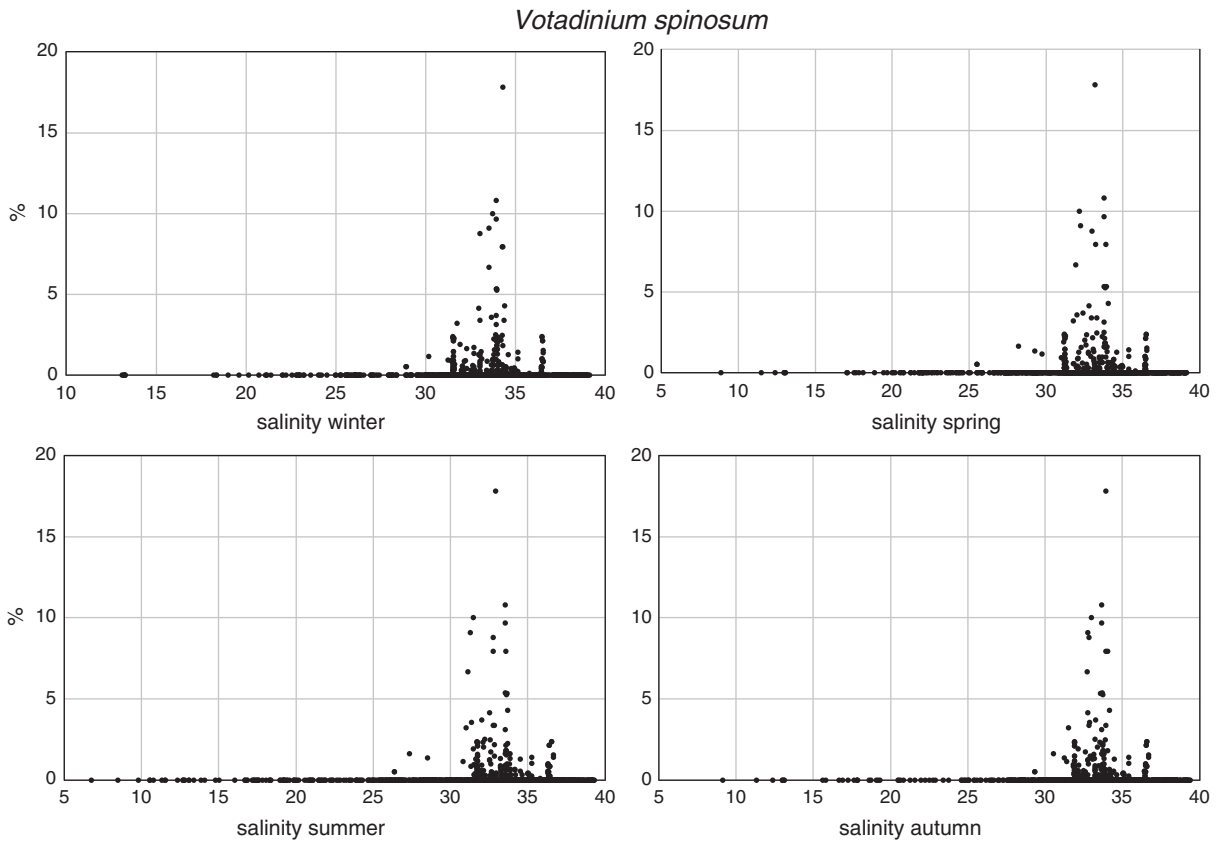 Votadinium spinosum
20
15
10
5
0
%
10 15 20 25 30 35 40
salinity winter
20
15
10
5
0
5 10 15 20 25 30 35 40
salinity spring
20
15
10
5
0
%
5 10 15 20 25 30 35 40
salinity summer
20
15
10
5
0
5 10 15 20 25 30 35 40
salinity autumn